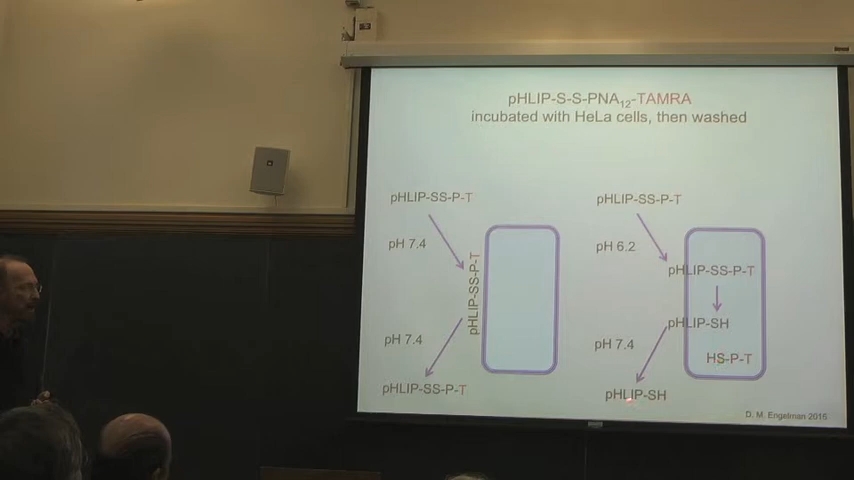 pHLIP-S-S-PNA12-TAMRA
incubated with HeLa cells, then washed
pHLIP-SS-P-T
pH 7.4
pHLIP-SS-P-T
pH 7.4
pHLIP-SS-P-T
pHLIP-SS-P-T
pH 6.2
pHLIP-SS-P-T
pHLIP-SH
HS-P-T
pH 7.4
pHLIP-SH
D. M. Engelman 2016